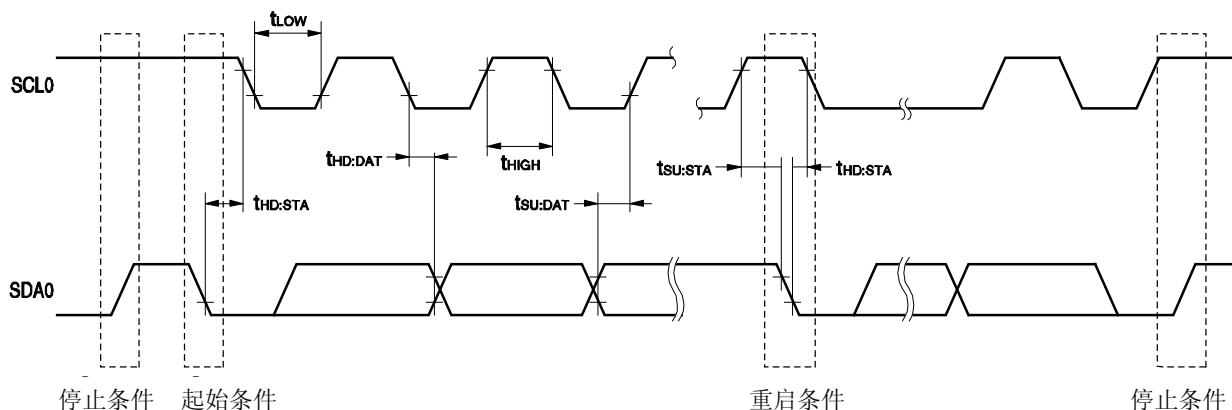 tLOW
SCL0
tHD:DAT
tHIGH
tSU:STA
tHD:STA
tHD:STA
tSU:DAT
SDA0
停止条件 起始条件 重启条件 停止条件